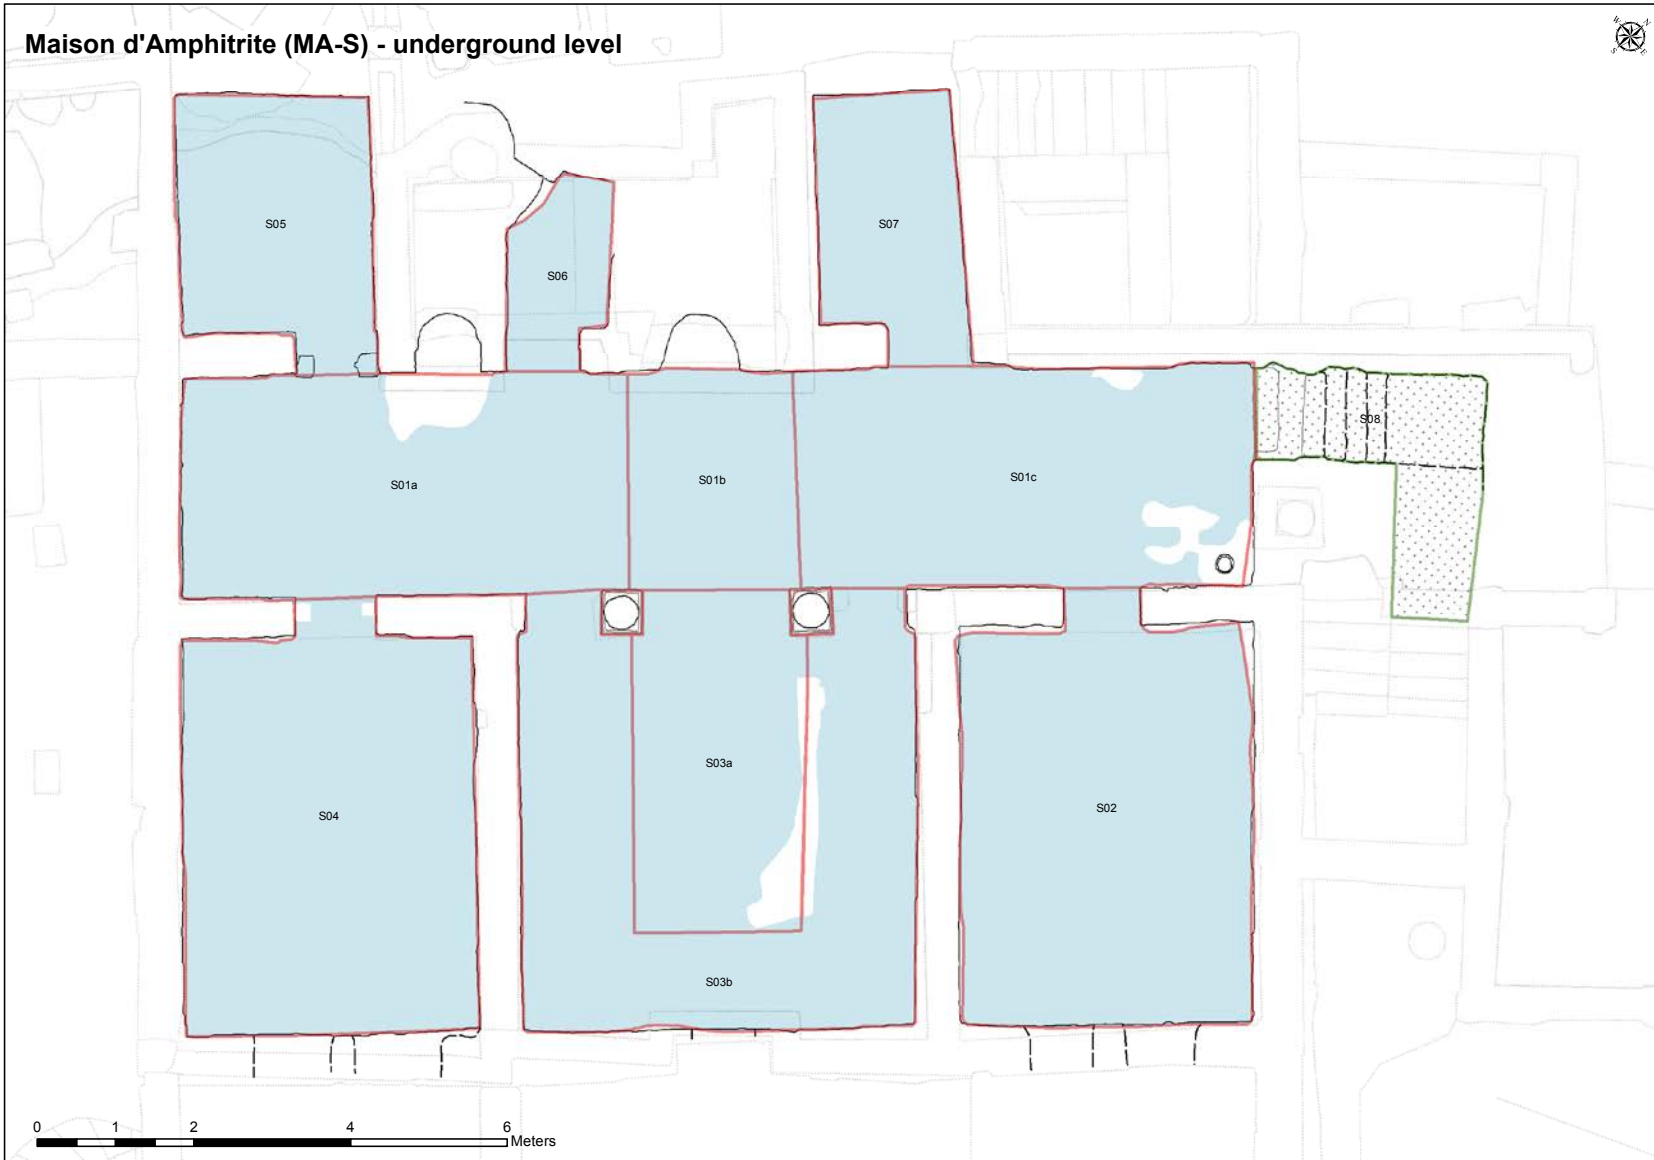 Maison d'Amphitrite (MA-S) - underground level
N
W
E
S
S05
S06
S07
S08
S01a
S01b
S01c
S03a
S04
S02
S03b
0 1 2 4 6
Meters